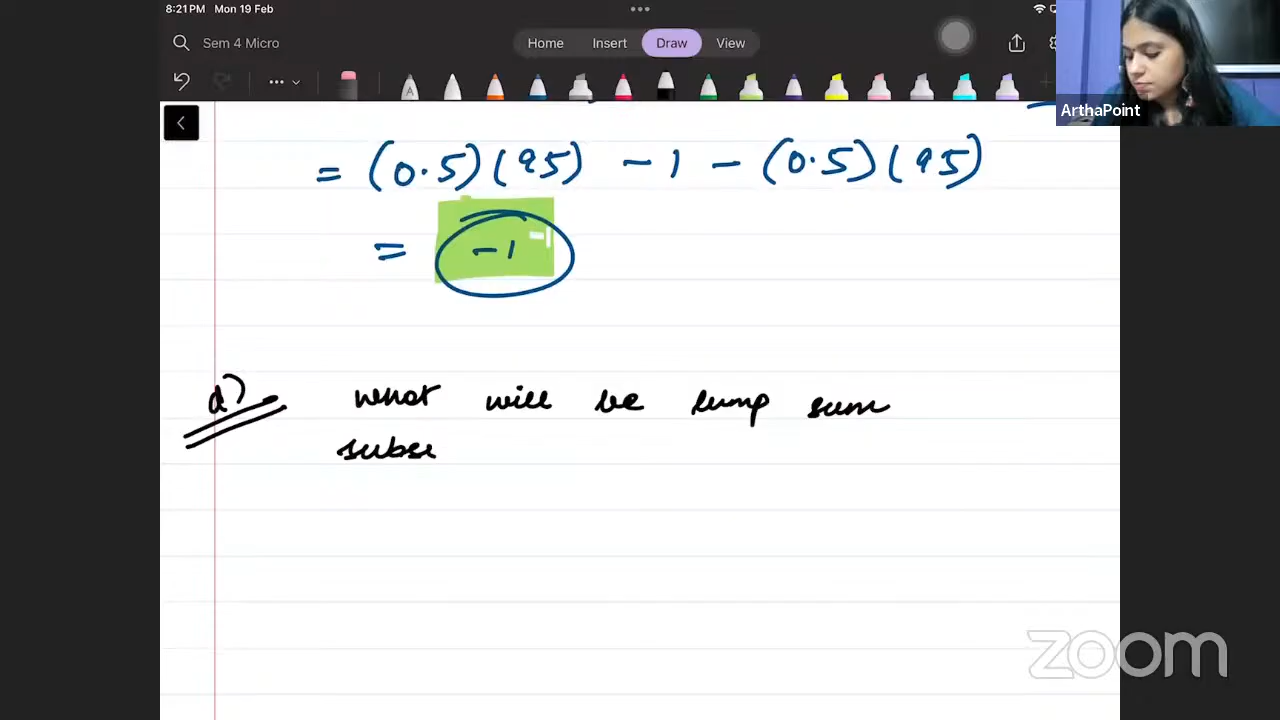 8:21 PM Mon 19 Feb
Sem 4 Micro
Home Insert Draw View
A
ArthaPoint
= (0.5)(95) - 1 - (0.5)(95)
= -1
d) what will be lump sum
subse
zoom